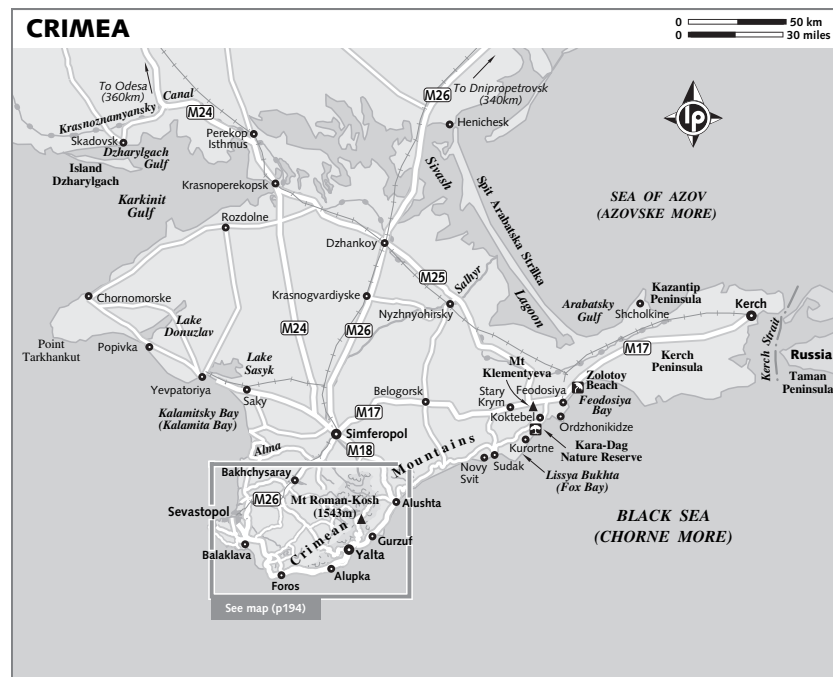 CRIMEA
0 50 km
0 30 miles
To Odesa
(360km)
Canal
Krasnoznamyansky
M24
M26
To Dnipropetrovsk
(340km)
Skadovsk
Dzharylgach
Gulf
Perekop
Isthmus
Henichesk
lp
Island
Dzharylgach
Karkinit
Gulf
Krasnoperekopsk
Sivash
Spit Arabatska Strilka
SEA OF AZOV
(AZOVSKE MORE)
Rozdolne
Dzhankoy
M25
Salhyr
Lagoon
Chornomorske
Krasnogvardiyske
Nyzhnyohirsky
Arabatsky
Gulf
Kazantip
Peninsula
Shcholkine
Kerch
Kerch Strait
Point
Tarkhankut
Popivka
Lake
Donuzlav
M24
M26
Mt
Klementyeva
M17
Kerch
Peninsula
Russia
Taman
Peninsula
Yevpatoriya
Lake
Sasyk
Saky
Belogorsk
Stary
Krym
Feodosiya
Zolotoy
Beach
Feodosiya
Bay
Kalamitsky Bay
(Kalamita Bay)
M17
Koktebel
Ordzhonikidze
Simferopol
Alma
M18
Mountains
Kurortne
Kara-Dag
Nature Reserve
Novy
Svit
Sudak
Lissya Bukhta
(Fox Bay)
Bakhchysaray
M26
Mt Roman-Kosh
(1543m)
Alushta
Sevastopol
BLACK SEA
(CHORNE MORE)
Crimean
Gurzuf
Balaklava
Yalta
Alupka
Foros
See map (p194)